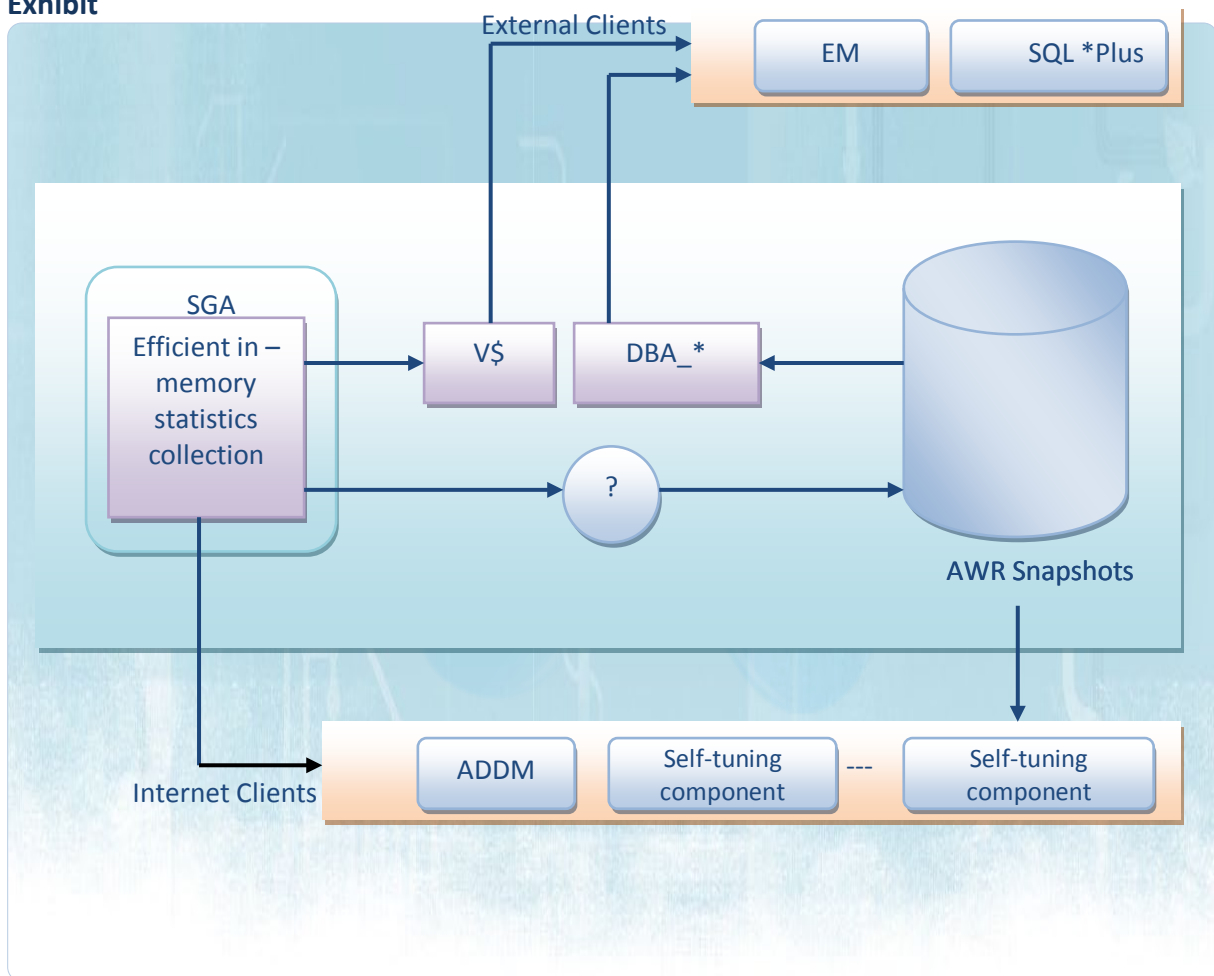 Exhibit
External Clients
EM
SQL *Plus
SGA
Efficient in –
memory
statistics
collection
V$
DBA_*
?
AWR Snapshots
ADDM
Self-tuning
component
---
Self-tuning
component
Internet Clients